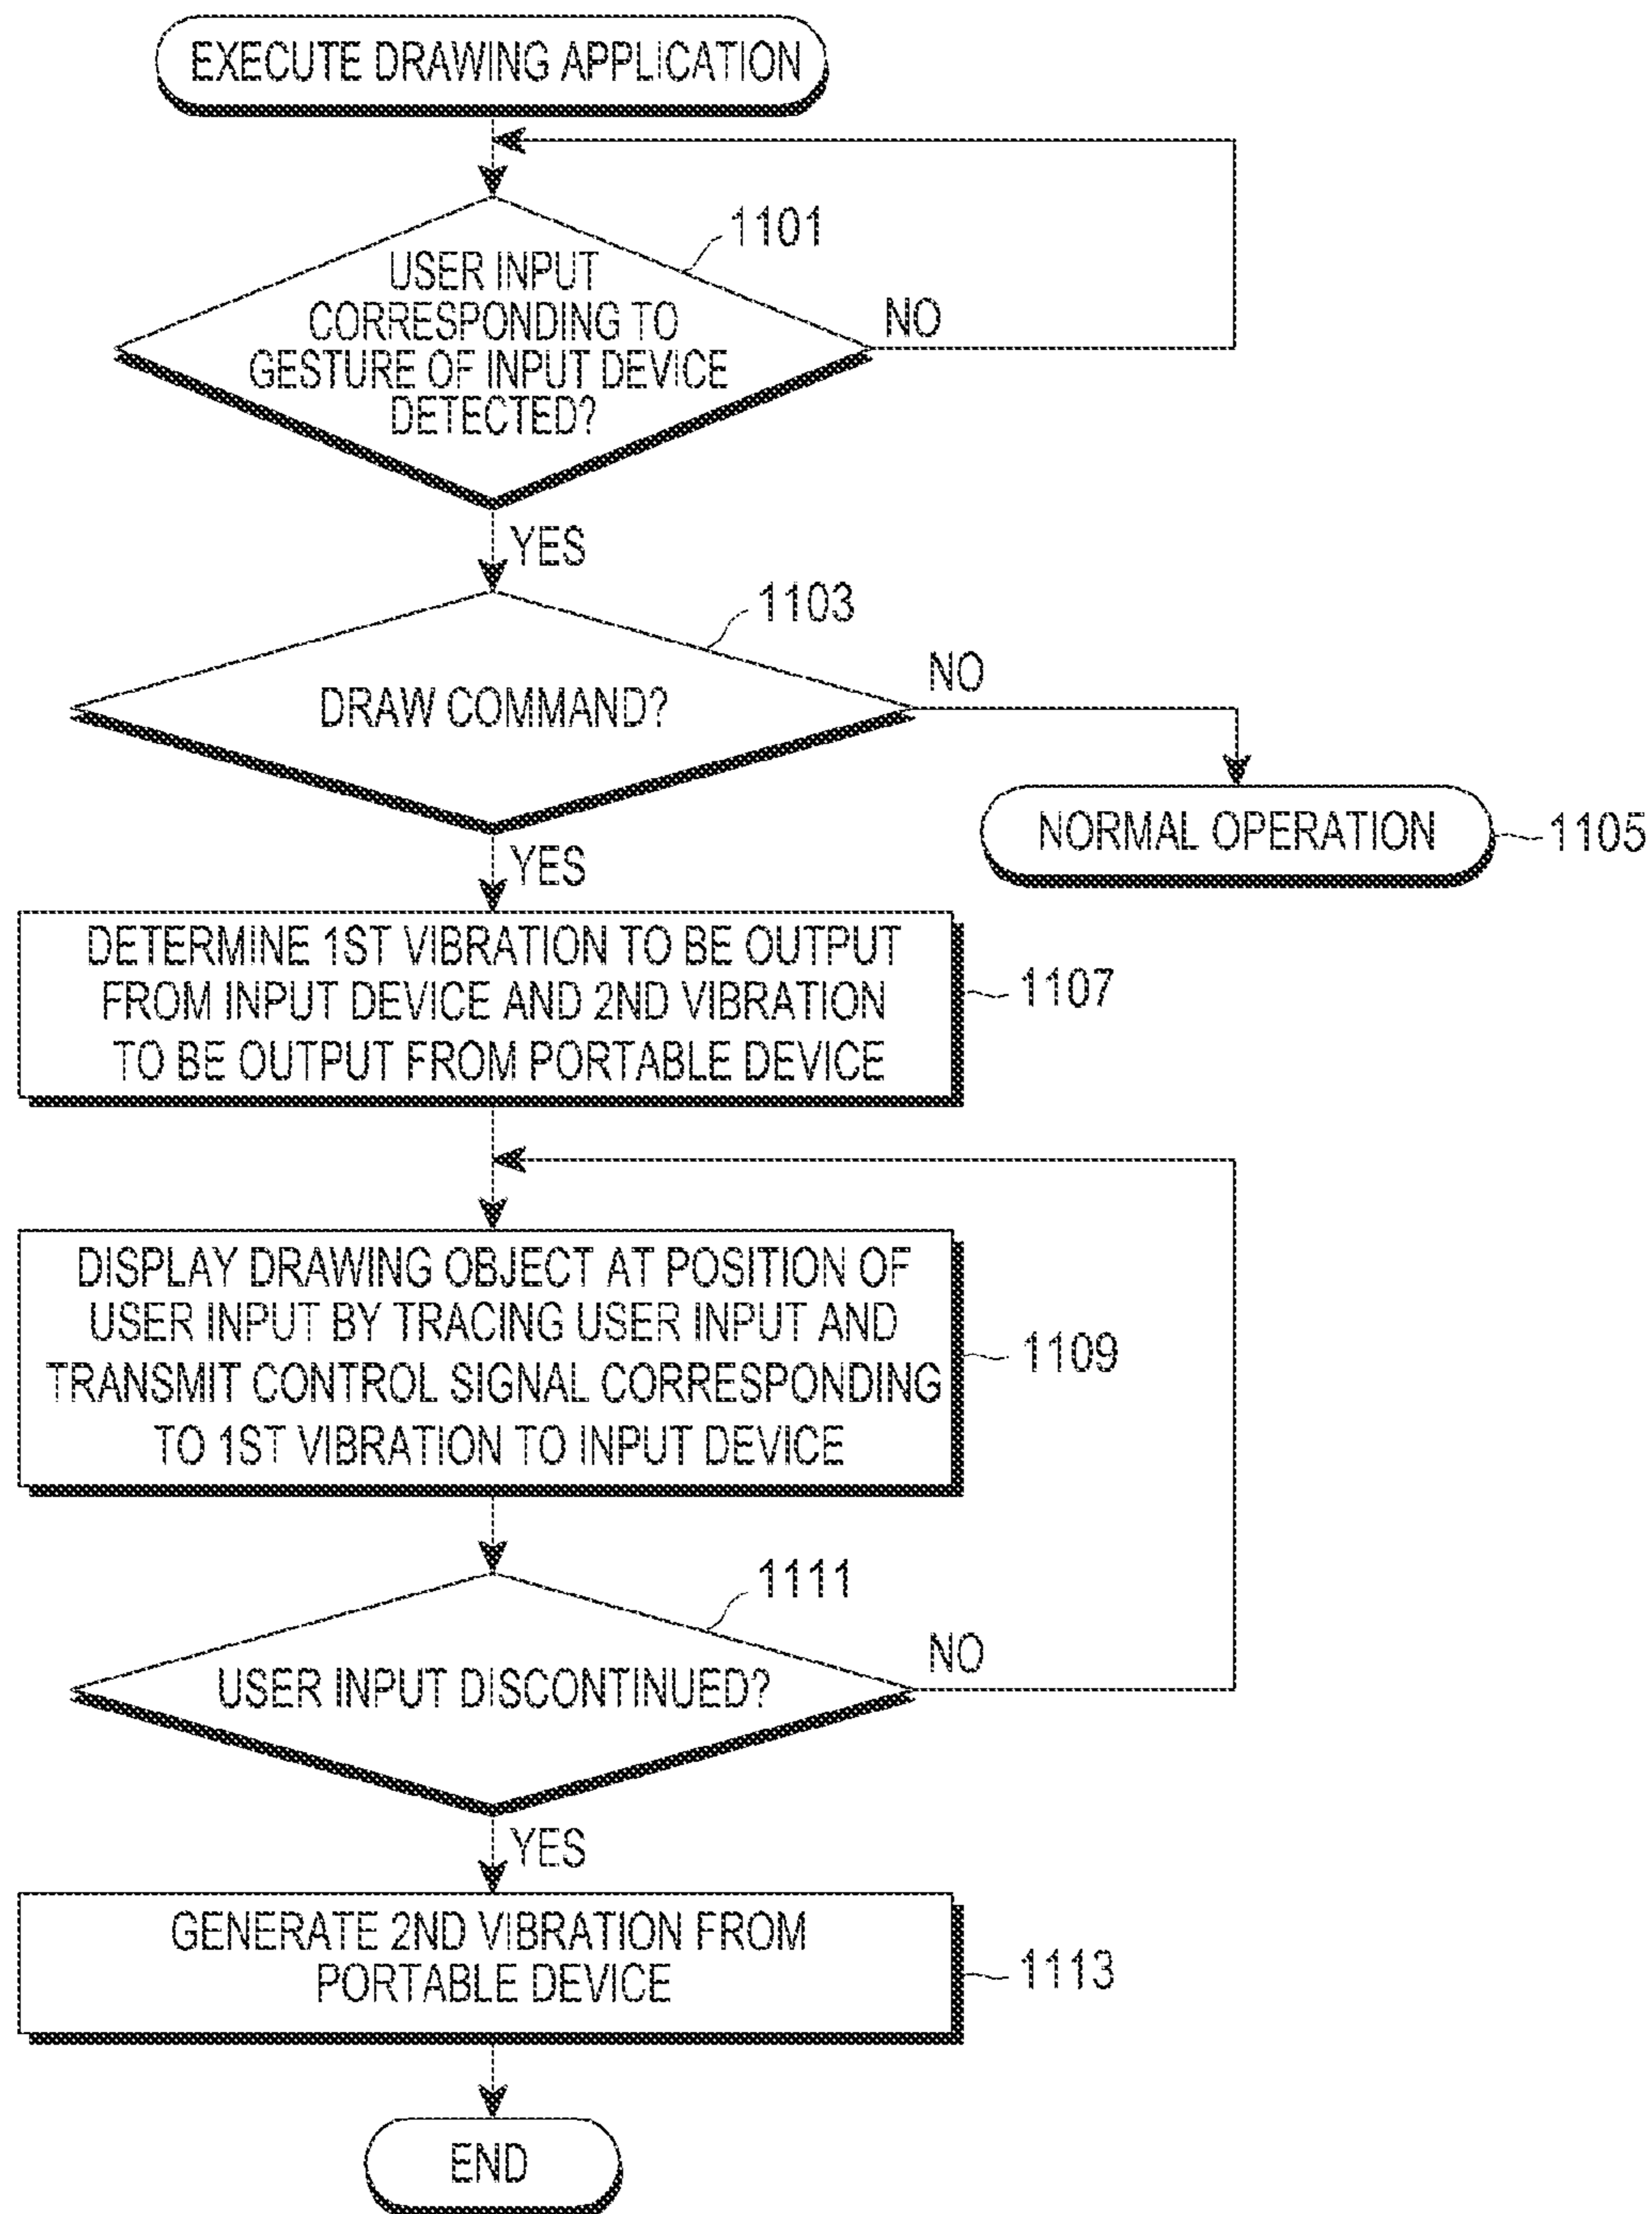 EXECUTE DRAWING APPLICATION
1101
USER INPUT
CORRESPONDING TO
GESTURE OF INPUT DEVICE
DETECTED?
NO
YES
1103
DRAW COMMAND?
NO
NORMAL OPERATION
1105
YES
DETERMINE 1ST VIBRATION TO BE OUTPUT
FROM INPUT DEVICE AND 2ND VIBRATION
TO BE OUTPUT FROM PORTABLE DEVICE
1107
DISPLAY DRAWING OBJECT AT POSITION OF
USER INPUT BY TRACING USER INPUT AND
TRANSMIT CONTROL SIGNAL CORRESPONDING
TO 1ST VIBRATION TO INPUT DEVICE
1109
1111
USER INPUT DISCONTINUED?
NO
YES
GENERATE 2ND VIBRATION FROM
PORTABLE DEVICE
1113
END